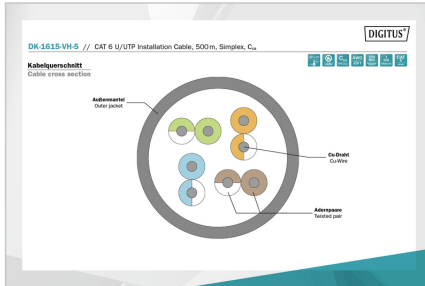 DIGITUS®
DK-1615-VH-5 // CAT 6 U/UTP Installation Cable, 500 m, Simplex, Cca
Kabelquerschnitt
Cable cross section
Außenmantel
Outer jacket
Cu-Draht
Cu-Wire
Adernpaare
Twisted pair